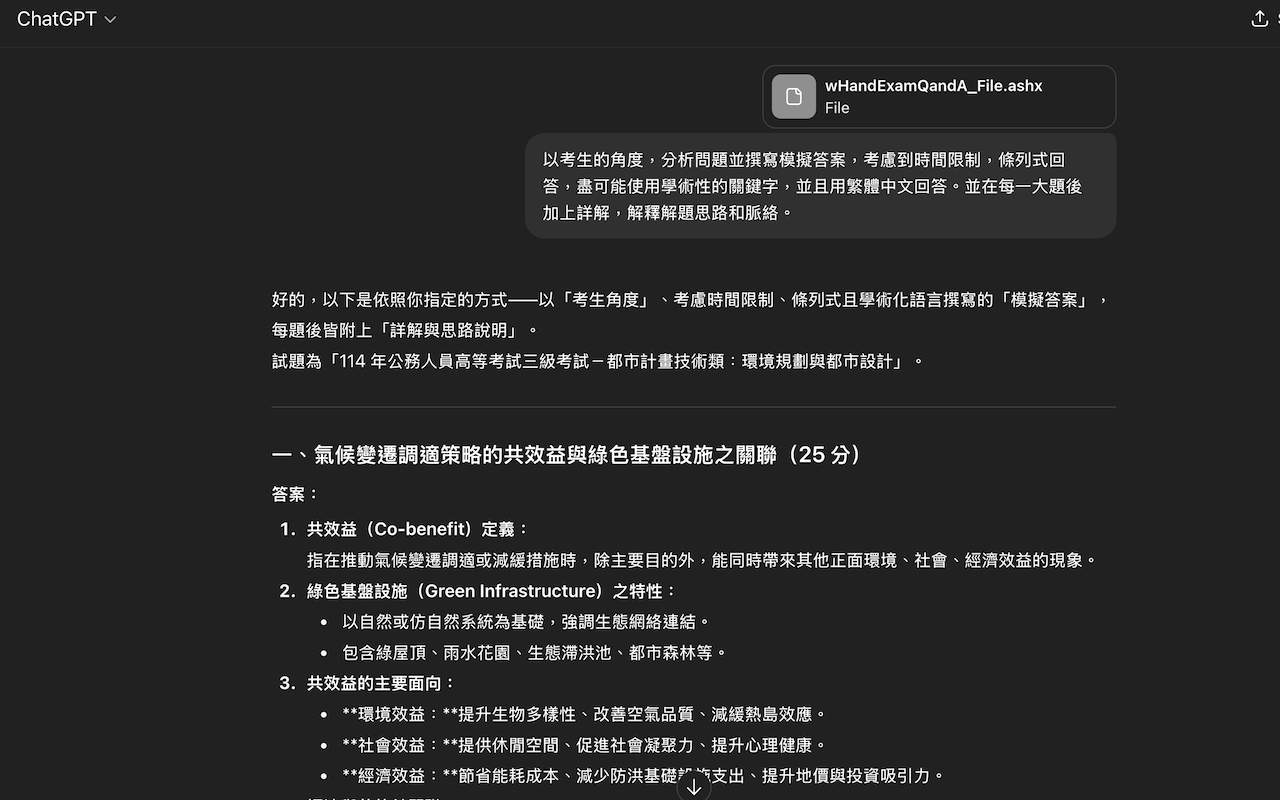 ChatGPT
wHandExamQandA_File.ashx
File
以考生的角度，分析問題並撰寫模擬答案，考慮到時間限制，條列式回
答，盡可能使用學術性的關鍵字，並且用繁體中文回答。並在每一大題後
加上詳解，解釋解題思路和脈絡。
好的，以下是依照你指定的方式——以「考生角度」、考慮時間限制、條列式且學術化語言撰寫的「模擬答案」，
每題後皆附上「詳解與思路說明」。
試題為「114 年公務人員高等考試三級考試－都市計畫技術類：環境規劃與都市設計」。
一、氣候變遷調適策略的共效益與綠色基盤設施之關聯（25 分）
答案：
1. 共效益（Co-benefit）定義：
指在推動氣候變遷調適或減緩措施時，除主要目的外，能同時帶來其他正面環境、社會、經濟效益的現象。
2. 綠色基盤設施（Green Infrastructure）之特性：
• 以自然或仿自然系統為基礎，強調生態網絡連結。
• 包含綠屋頂、雨水花園、生態滯洪池、都市森林等。
3. 共效益的主要面向：
• **環境效益：**提升生物多樣性、改善空氣品質、減緩熱島效應。
• **社會效益：**提供休閒空間、促進社會凝聚力、提升心理健康。
• **經濟效益：**節省能耗成本、減少防洪基礎設施支出、提升地價與投資吸引力。